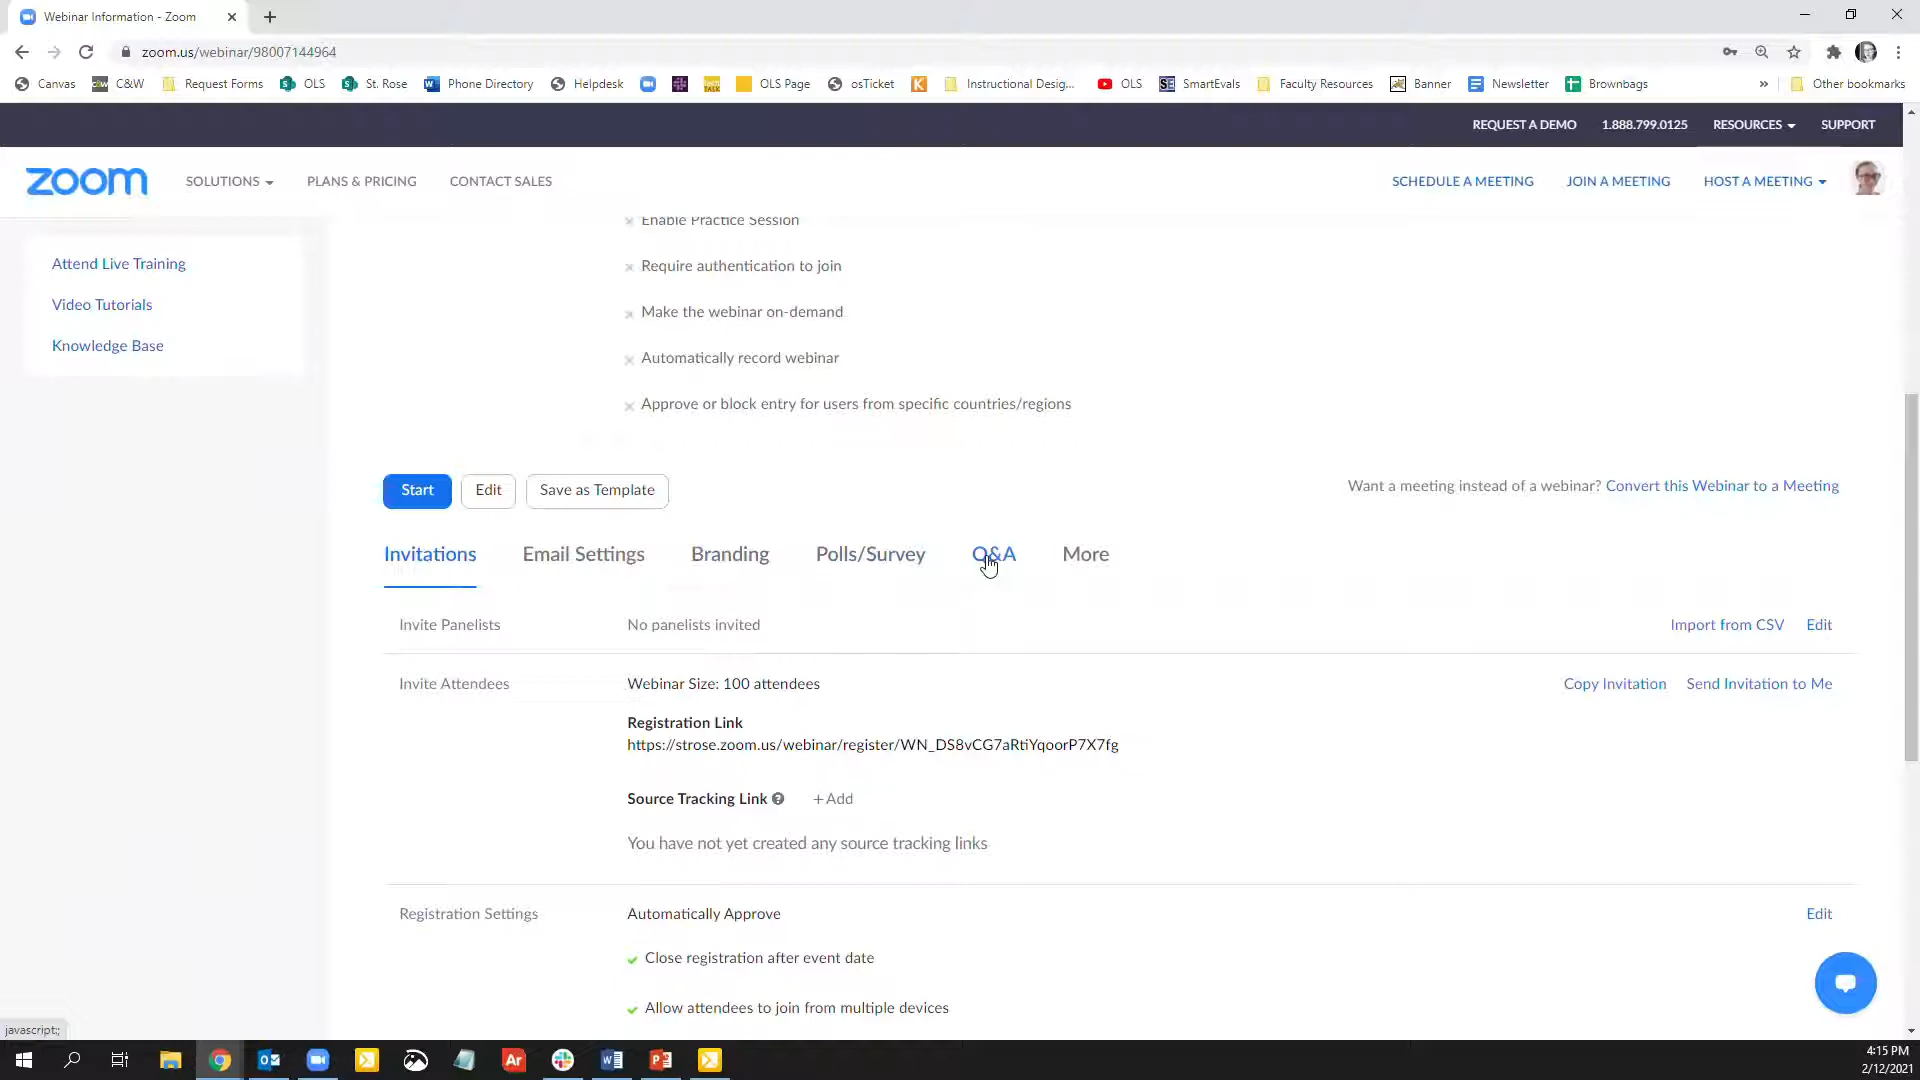 Webinar Information - Zoom
zoom.us/webinar/98007144964
Canvas C&W Request Forms OLS St. Rose Phone Directory Helpdesk OLS Page osTicket Instructional Desig... OLS SmartEvals Faculty Resources Banner Newsletter Brownbags » Other bookmarks
REQUEST A DEMO 1.888.799.0125 RESOURCES SUPPORT
zoom SOLUTIONS PLANS & PRICING CONTACT SALES SCHEDULE A MEETING JOIN A MEETING HOST A MEETING
Enable Practice Session
Attend Live Training
Require authentication to join
Video Tutorials
Make the webinar on-demand
Knowledge Base
Automatically record webinar
Approve or block entry for users from specific countries/regions
Start Edit Save as Template Want a meeting instead of a webinar? Convert this Webinar to a Meeting
Invitations Email Settings Branding Polls/Survey Q&A More
Invite Panelists No panelists invited Import from CSV Edit
Invite Attendees Webinar Size: 100 attendees Copy Invitation Send Invitation to Me
Registration Link
https://strose.zoom.us/webinar/register/WN_DS8vCG7aRtiYqoorP7X7fg
Source Tracking Link +Add
You have not yet created any source tracking links
Registration Settings Automatically Approve Edit
Close registration after event date
Allow attendees to join from multiple devices
javascript:;
4:15 PM
2/12/2021